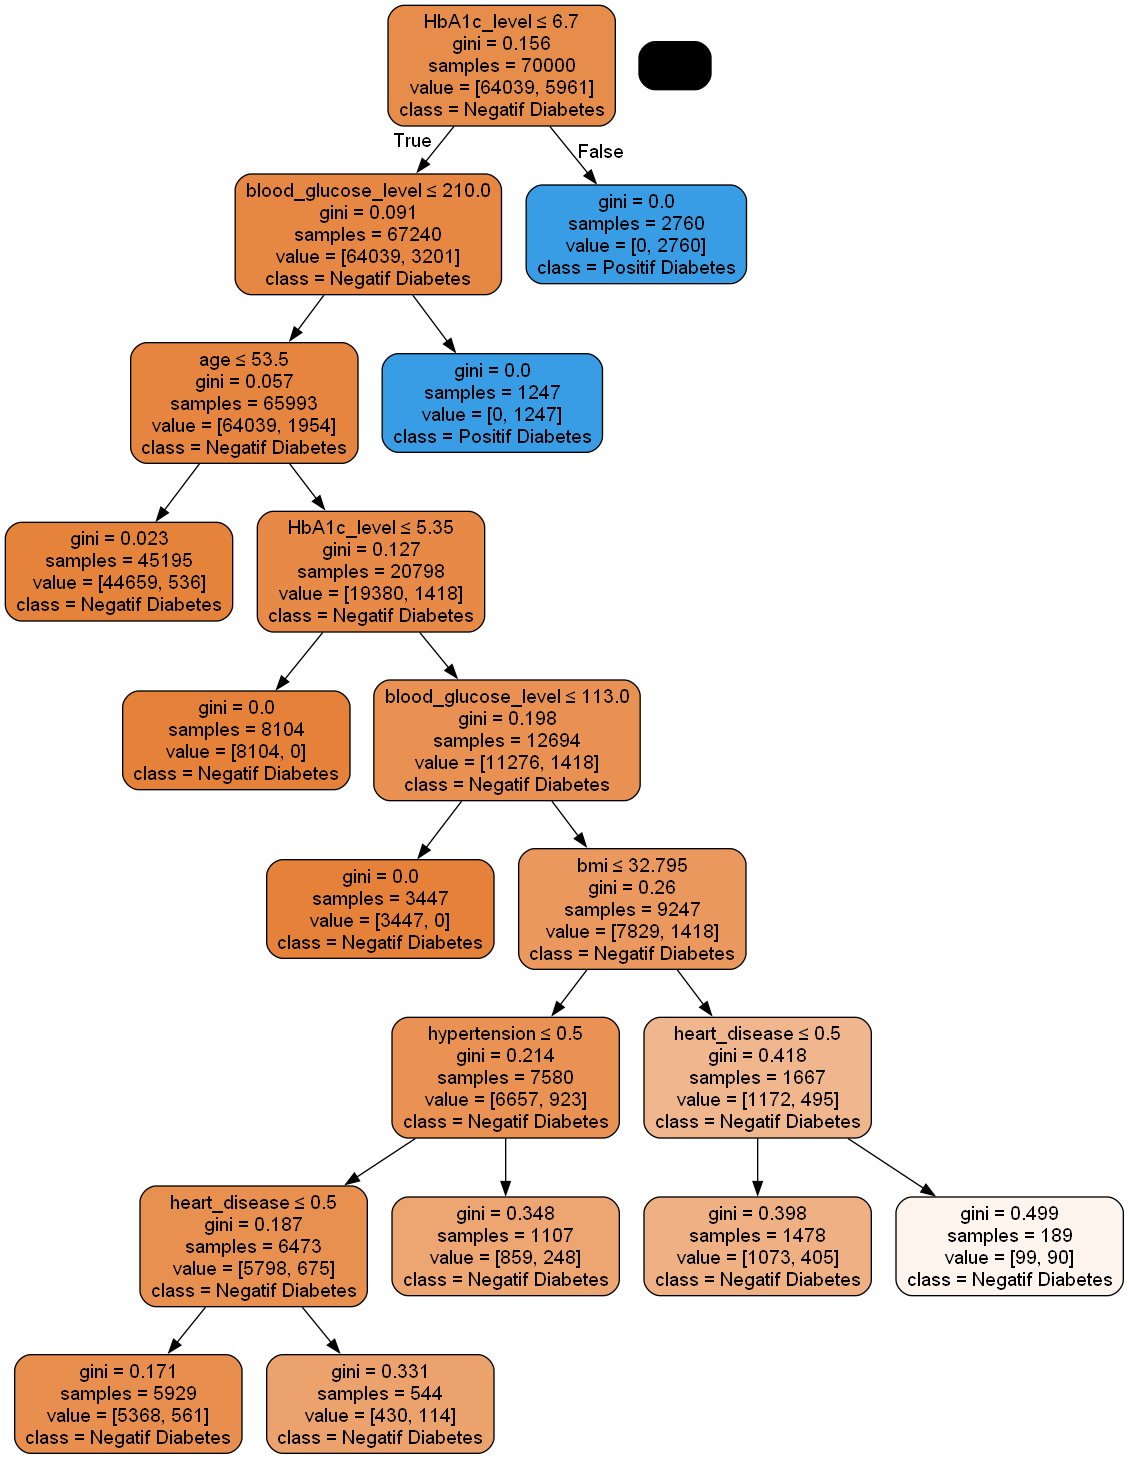 HbA1c_level ≤ 6.7
gini = 0.156
samples = 70000
value = [64039, 5961]
class = Negatif Diabetes
True
False
blood_glucose_level ≤ 210.0
gini = 0.091
samples = 67240
value = [64039, 3201]
class = Negatif Diabetes
gini = 0.0
samples = 2760
value = [0, 2760]
class = Positif Diabetes
age ≤ 53.5
gini = 0.057
samples = 65993
value = [64039, 1954]
class = Negatif Diabetes
gini = 0.0
samples = 1247
value = [0, 1247]
class = Positif Diabetes
gini = 0.023
samples = 45195
value = [44659, 536]
class = Negatif Diabetes
HbA1c_level ≤ 5.35
gini = 0.127
samples = 20798
value = [19380, 1418]
class = Negatif Diabetes
gini = 0.0
samples = 8104
value = [8104, 0]
class = Negatif Diabetes
blood_glucose_level ≤ 113.0
gini = 0.198
samples = 12694
value = [11276, 1418]
class = Negatif Diabetes
gini = 0.0
samples = 3447
value = [3447, 0]
class = Negatif Diabetes
bmi ≤ 32.795
gini = 0.26
samples = 9247
value = [7829, 1418]
class = Negatif Diabetes
hypertension ≤ 0.5
gini = 0.214
samples = 7580
value = [6657, 923]
class = Negatif Diabetes
heart_disease ≤ 0.5
gini = 0.418
samples = 1667
value = [1172, 495]
class = Negatif Diabetes
heart_disease ≤ 0.5
gini = 0.187
samples = 6473
value = [5798, 675]
class = Negatif Diabetes
gini = 0.348
samples = 1107
value = [859, 248]
class = Negatif Diabetes
gini = 0.398
samples = 1478
value = [1073, 405]
class = Negatif Diabetes
gini = 0.499
samples = 189
value = [99, 90]
class = Negatif Diabetes
gini = 0.171
samples = 5929
value = [5368, 561]
class = Negatif Diabetes
gini = 0.331
samples = 544
value = [430, 114]
class = Negatif Diabetes